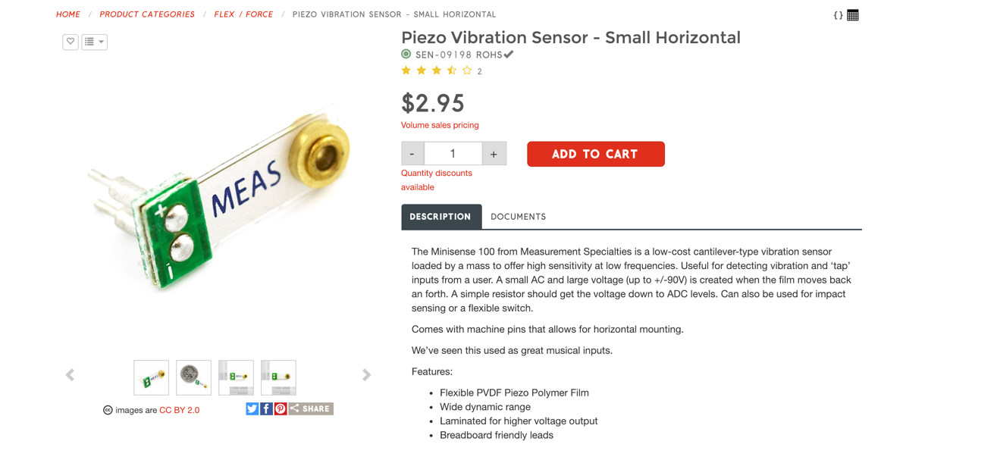 HOME / PRODUCT CATEGORIES / FLEX / FORCE / PIEZO VIBRATION SENSOR - SMALL HORIZONTAL
{ }
Piezo Vibration Sensor - Small Horizontal
SEN-09198 ROHS✔
2
$2.95
Volume sales pricing
- 1 +
ADD TO CART
Quantity discounts
available
DESCRIPTION DOCUMENTS
The Minisense 100 from Measurement Specialties is a low-cost cantilever-type vibration sensor
loaded by a mass to offer high sensitivity at low frequencies. Useful for detecting vibration and ‘tap’
inputs from a user. A small AC and large voltage (up to +/-90V) is created when the film moves back
an forth. A simple resistor should get the voltage down to ADC levels. Can also be used for impact
sensing or a flexible switch.
Comes with machine pins that allows for horizontal mounting.
We’ve seen this used as great musical inputs.
Features:
• Flexible PVDF Piezo Polymer Film
• Wide dynamic range
• Laminated for higher voltage output
• Breadboard friendly leads
MEAS
+
-
MEAS
cc images are CC BY 2.0
SHARE